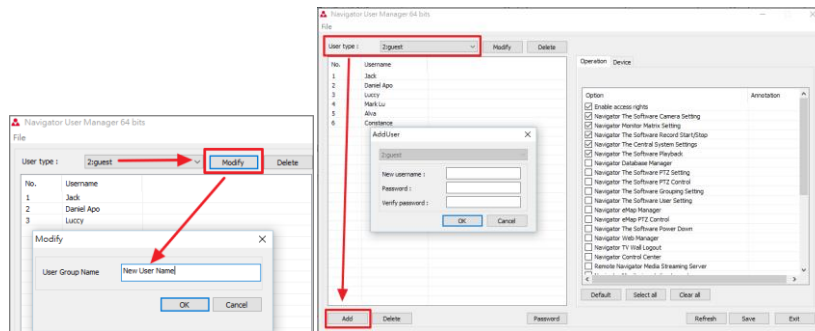 Navigator User Manager 64 bits
File
User type : 2:guest Modify Delete
No. Username
1 Jack
2 Daniel Apo
3 Luccy
Modify
User Group Name New User Name
OK Cancel
Navigator User Manager 64 bits
File
User type : 2:guest Modify Delete
No. Username
1 Jack
2 Daniel Apo
3 Luccy
4 Mark Lu
5 Alva
6 Constance
AddUser
2:guest
New username :
Password :
Verify password :
OK Cancel
Add Delete Password
Operation Device
Option Annotation
Enable access rights
Navigator The Software Camera Setting
Navigator Monitor Matrix Setting
Navigator The Software Record Start/Stop
Navigator The Central System Settings
Navigator The Software Playback
Navigator Database Manager
Navigator The Software PTZ Setting
Navigator The Software PTZ Control
Navigator The Software Grouping Setting
Navigator The Software User Setting
Navigator eMap Manager
Navigator eMap PTZ Control
Navigator The Software Power Down
Navigator Web Manager
Navigator TV Wall Logout
Navigator Control Center
Remote Navigator Media Streaming Server
Default Select all Clear all
Refresh Save Exit